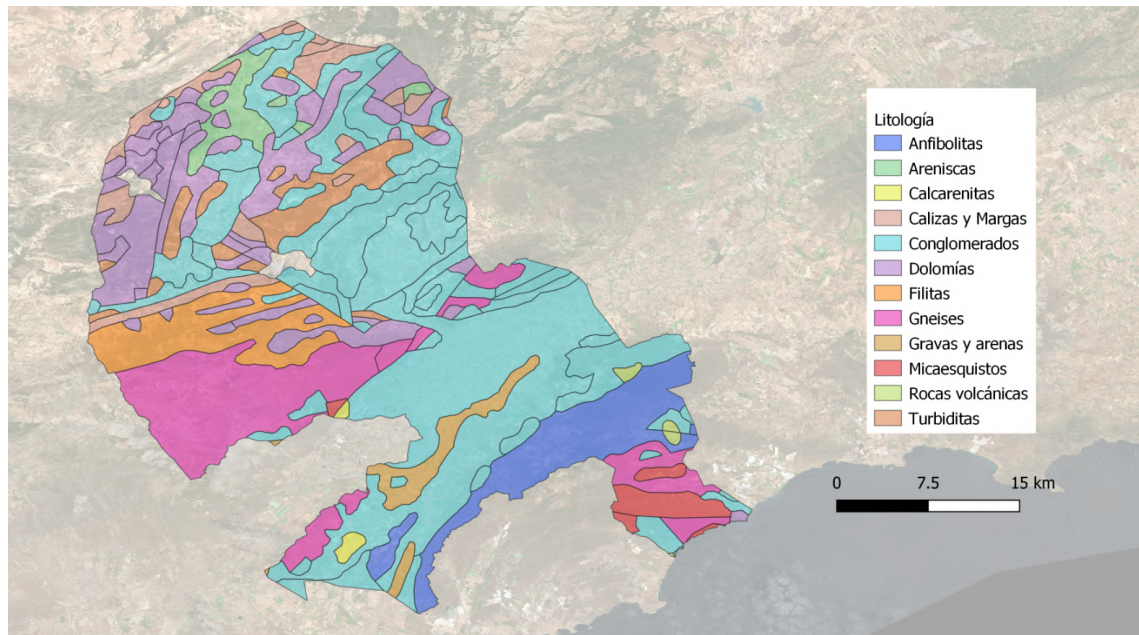 Litología
Anfibolitas
Areniscas
Calcarenitas
Calizas y Margas
Conglomerados
Dolomías
Filitas
Gneises
Gravas y arenas
Micaesquistos
Rocas volcánicas
Turbiditas
0 7.5 15 km